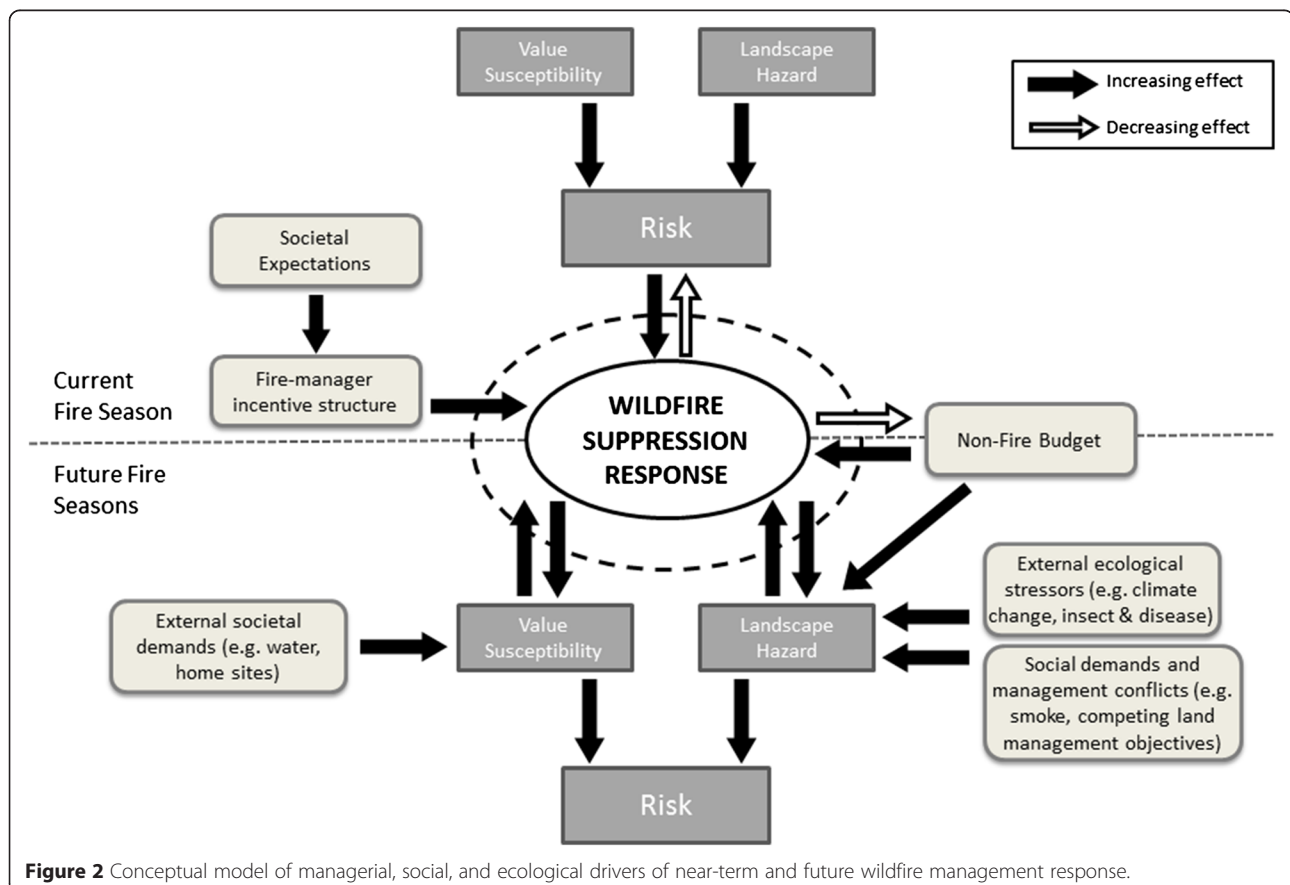 Value
Susceptibility
Landscape
Hazard
Increasing effect
Decreasing effect
Risk
Societal
Expectations
Current
Fire Season
Fire-manager
incentive structure
WILDFIRE
SUPPRESSION
RESPONSE
Non-Fire Budget
Future Fire
Seasons
External societal
demands (e.g. water,
home sites)
Value
Susceptibility
Landscape
Hazard
External ecological
stressors (e.g. climate
change, insect & disease)
Social demands and
management conflicts (e.g.
smoke, competing land
management objectives)
Risk
Figure 2 Conceptual model of managerial, social, and ecological drivers of near-term and future wildfire management response.